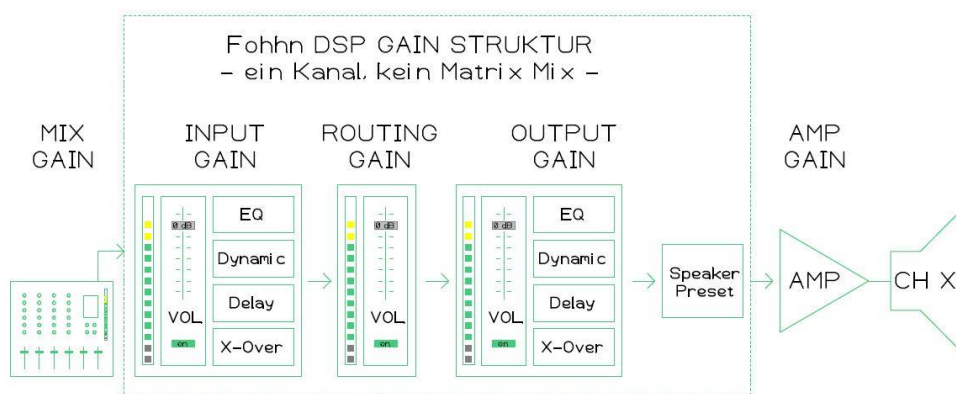 Fohhn DSP GAIN STRUKTUR
- ein Kanal, kein Matrix Mix -
MIX
GAIN
INPUT
GAIN
ROUTING
GAIN
OUTPUT
GAIN
AMP
GAIN
0 dB
VOL
on
EQ
Dynamic
Delay
X-Over
0 dB
VOL
on
0 dB
VOL
on
EQ
Dynamic
Delay
X-Over
Speaker
Preset
AMP
CH X